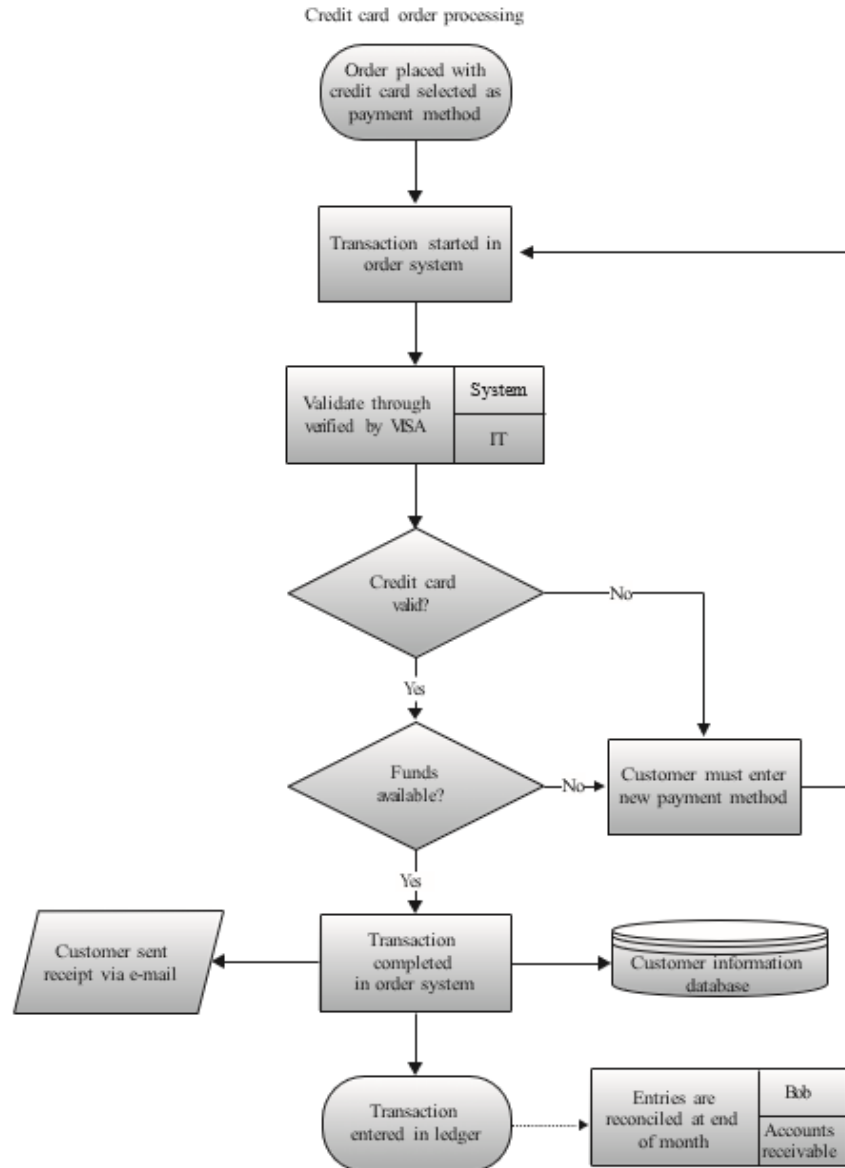 Credit card order processing
Order placed with
credit card selected as
payment method
Transaction started in
order system
Validate through
verified by VISA
System
IT
Credit card
valid?
No
Yes
Funds
available?
No
Customer must enter
new payment method
Yes
Customer sent
receipt via e-mail
Transaction
completed
in order system
Customer information
database
Transaction
entered in ledger
Entries are
reconciled at end
of month
Bob
Accounts
receivable